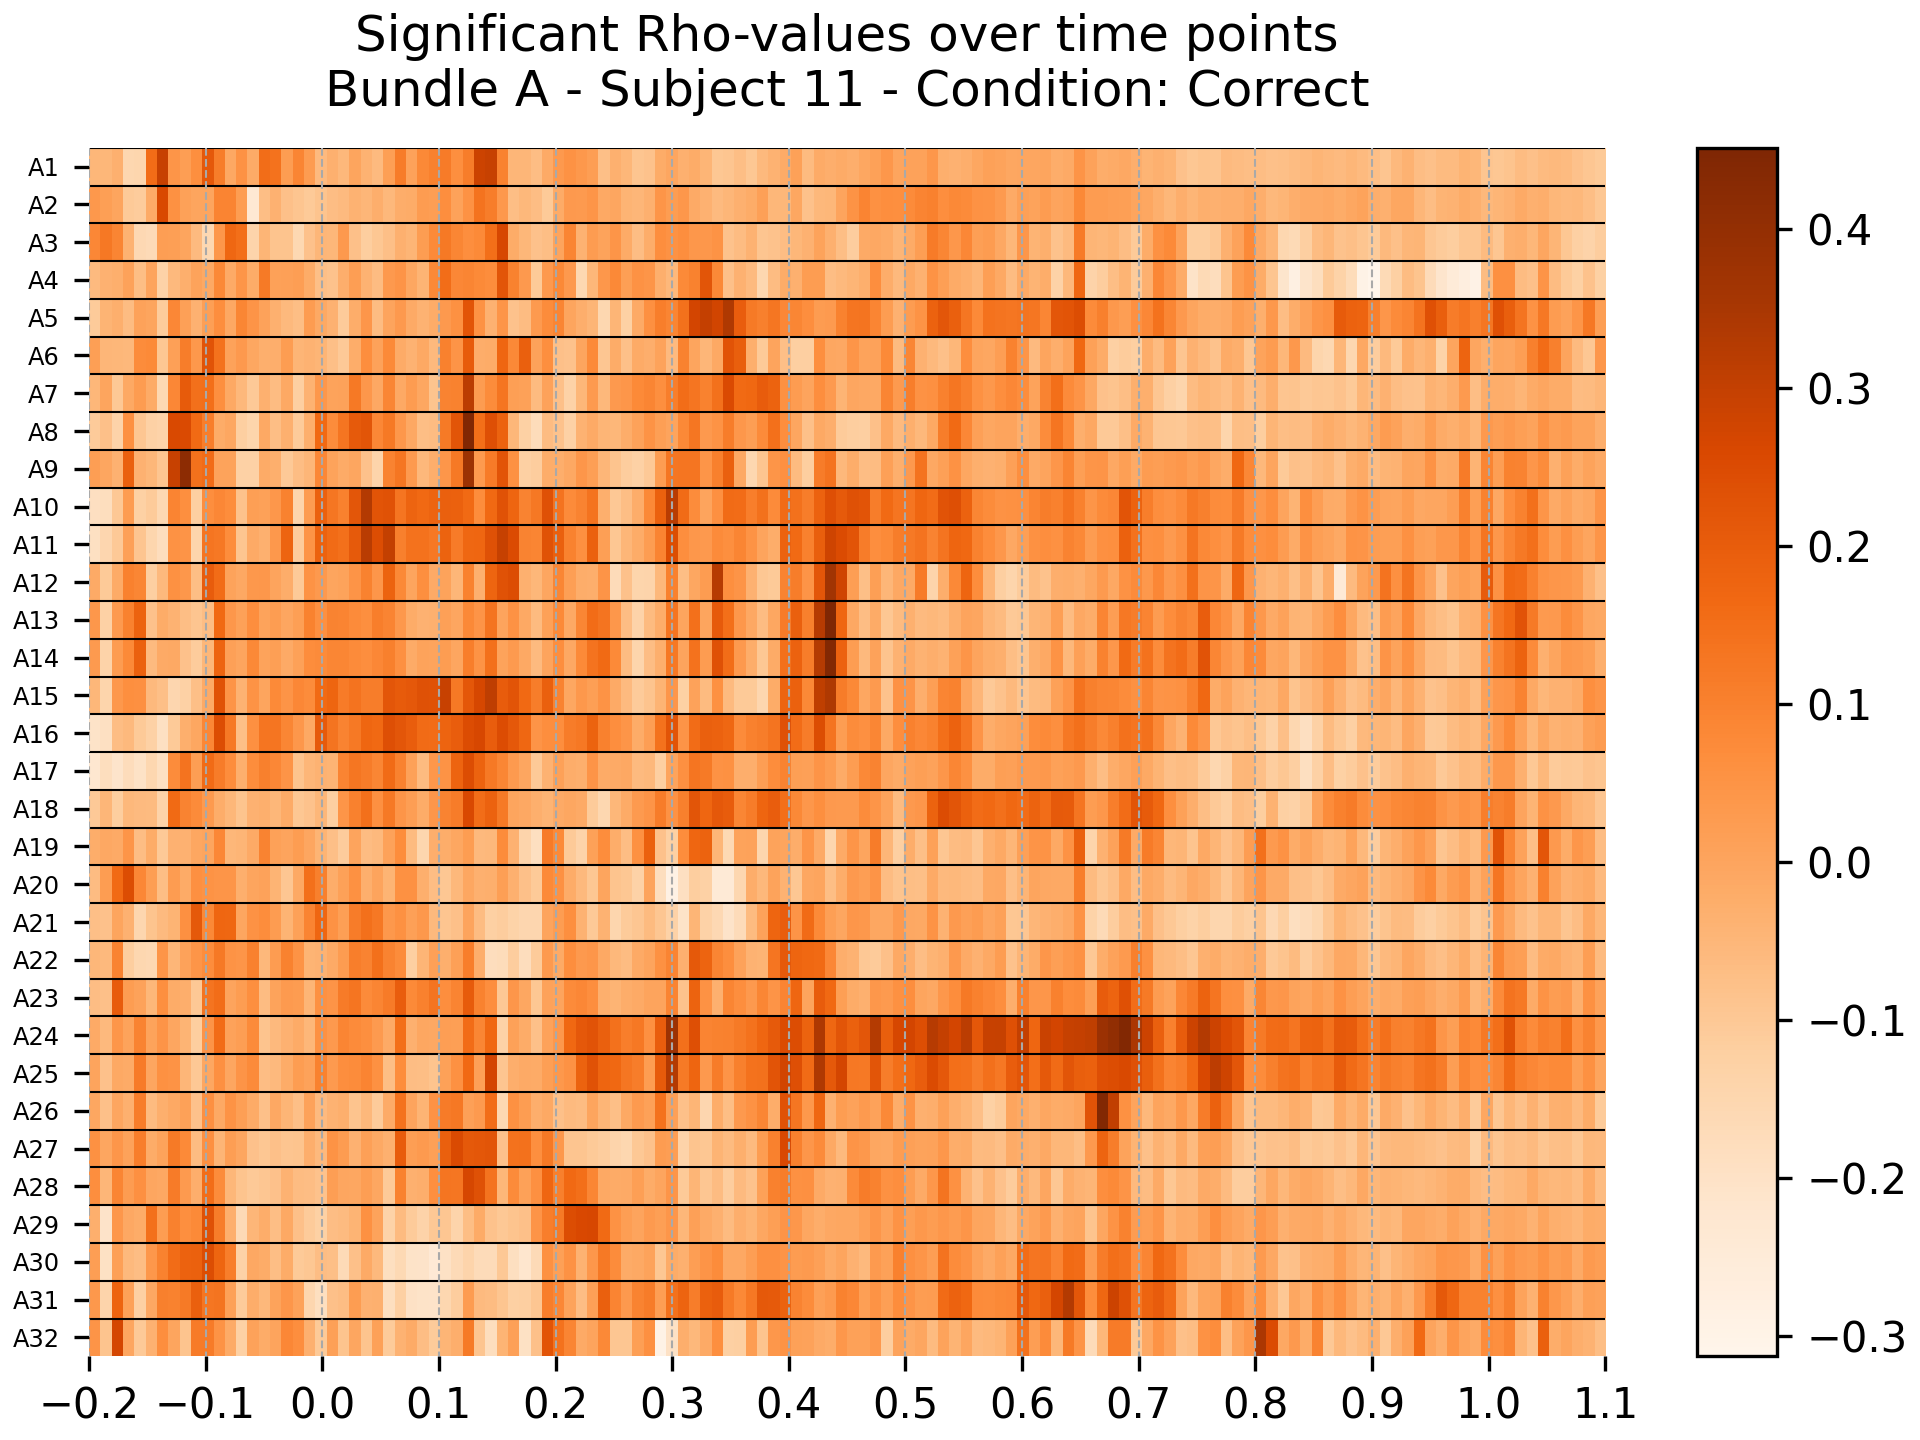 Significant Rho-values over time points
Bundle A - Subject 11 - Condition: Correct
A1
A2
A3
A4
A5
A6
A7
A8
A9
A10
A11
A12
A13
A14
A15
A16
A17
A18
A19
A20
A21
A22
A23
A24
A25
A26
A27
A28
A29
A30
A31
A32
−0.2 −0.1 0.0 0.1 0.2 0.3 0.4 0.5 0.6 0.7 0.8 0.9 1.0 1.1
0.4
0.3
0.2
0.1
0.0
−0.1
−0.2
−0.3